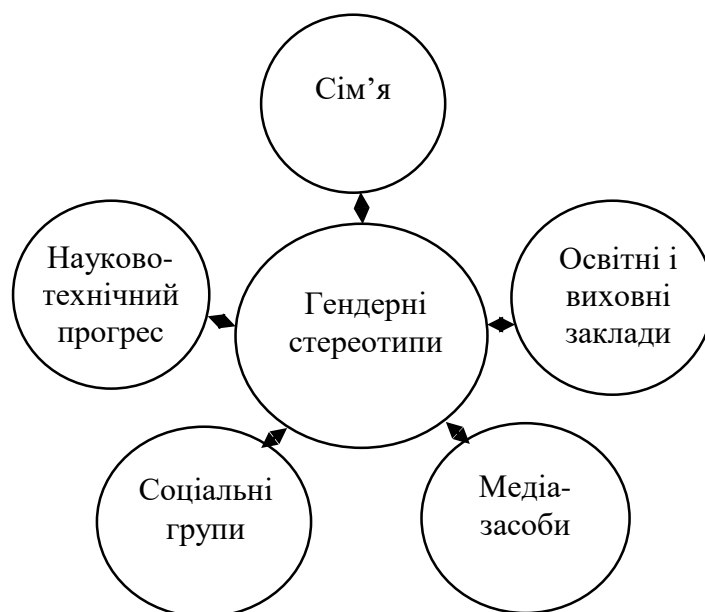 Сім’я
Науково-
технічний
прогрес
Гендерні
стереотипи
Освітні і
виховні
заклади
Соціальні
групи
Медіа-
засоби